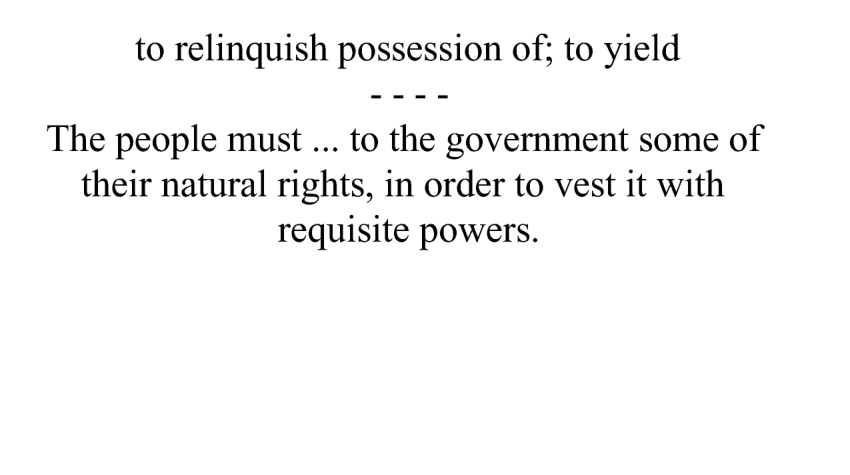 to relinquish possession of; to yield
- - - -
The people must ... to the government some of
their natural rights, in order to vest it with
requisite powers.